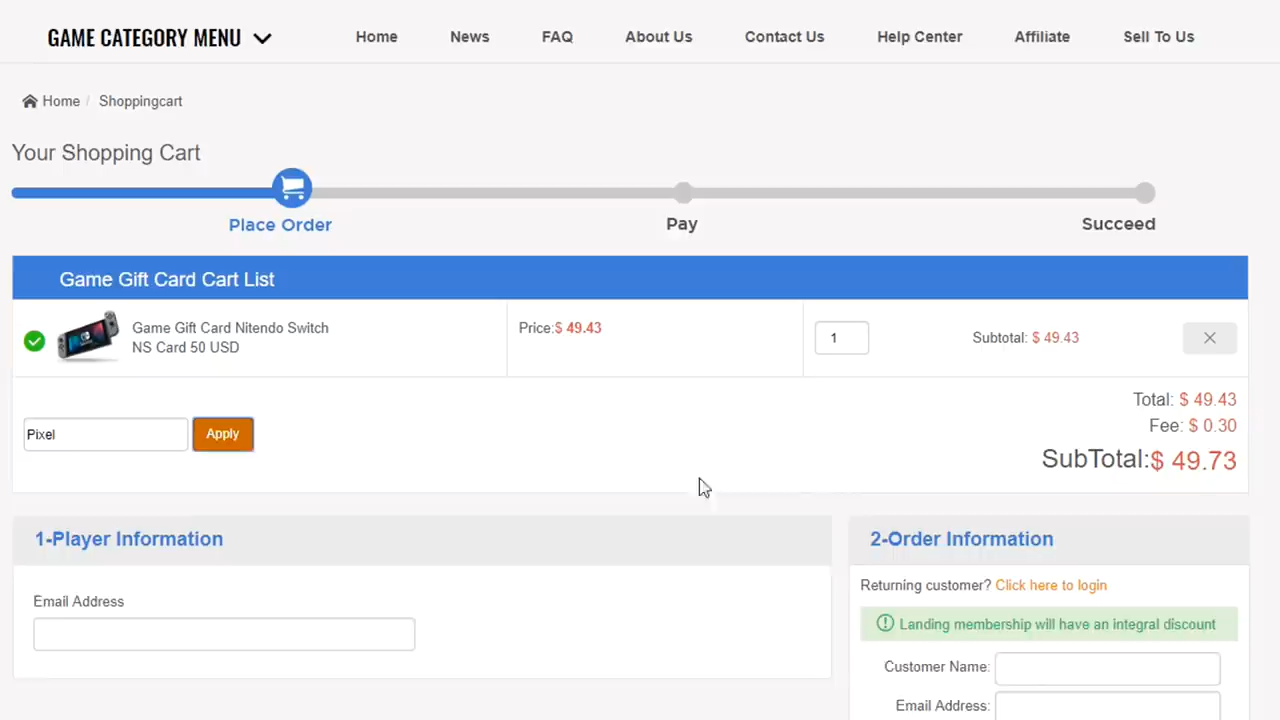 GAME CATEGORY MENU
Home
News
FAQ
About Us
Contact Us
Help Center
Affiliate
Sell To Us
Home / Shoppingcart
Your Shopping Cart
Place Order
Pay
Succeed
Game Gift Card Cart List
Game Gift Card Nitendo Switch
NS Card 50 USD
Price:$ 49.43
1
Subtotal: $ 49.43
Total: $ 49.43
Fee: $ 0.30
SubTotal:$ 49.73
Pixel
Apply
1-Player Information
Email Address
2-Order Information
Returning customer? Click here to login
Landing membership will have an integral discount
Customer Name:
Email Address: